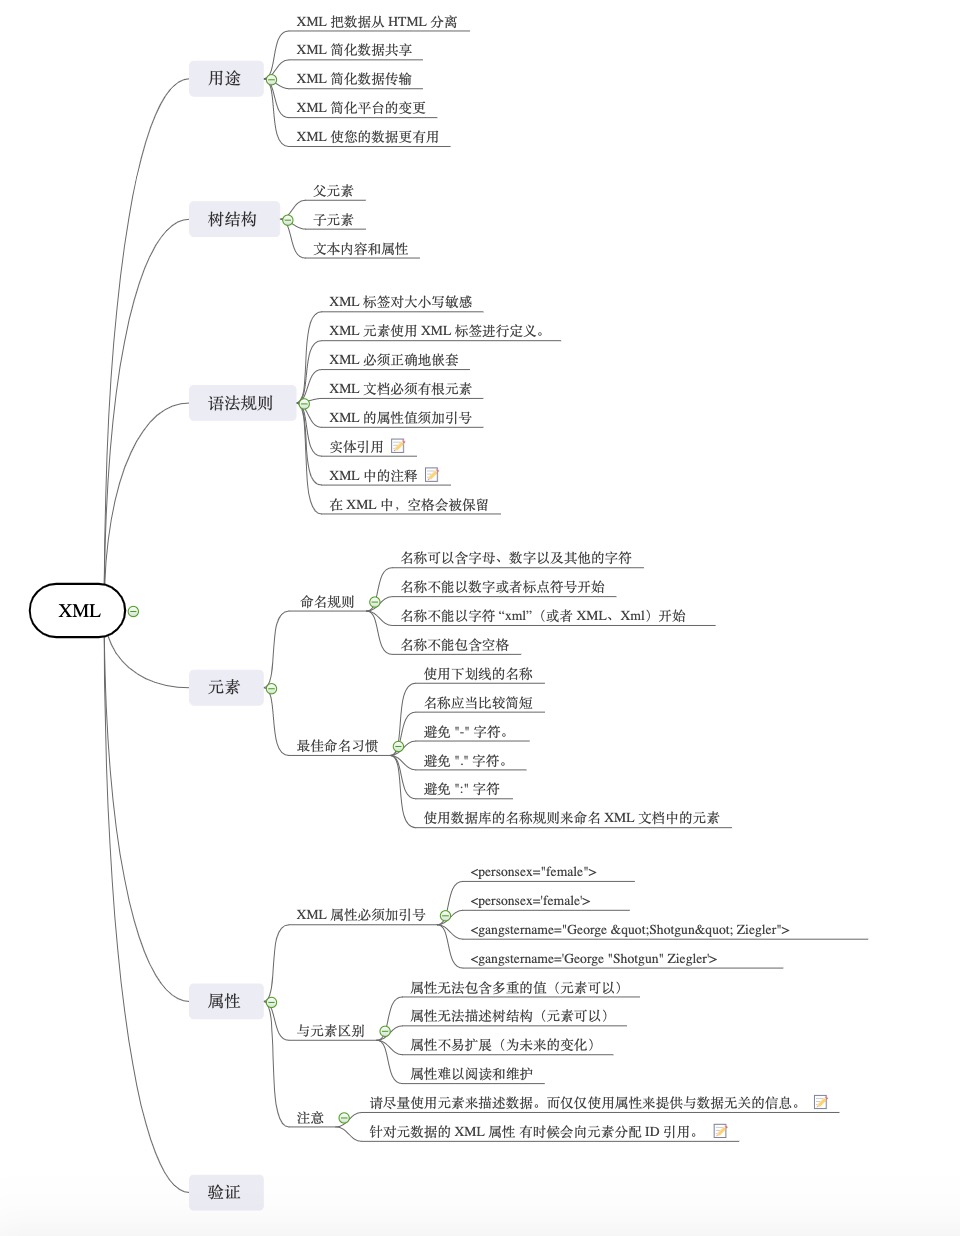 XML
用途
XML 把数据从 HTML 分离
XML 简化数据共享
XML 简化数据传输
XML 简化平台的变更
XML 使您的数据更有用
树结构
父元素
子元素
文本内容和属性
语法规则
XML 标签对大小写敏感
XML 元素使用 XML 标签进行定义。
XML 必须正确地嵌套
XML 文档必须有根元素
XML 的属性值须加引号
实体引用
XML 中的注释
在 XML 中，空格会被保留
元素
命名规则
名称可以含字母、数字以及其他的字符
名称不能以数字或者标点符号开始
名称不能以字符 “xml”（或者 XML、Xml）开始
名称不能包含空格
最佳命名习惯
使用下划线的名称
名称应当比较简短
避免 "-" 字符。
避免 "." 字符。
避免 ":" 字符
使用数据库的名称规则来命名 XML 文档中的元素
属性
XML 属性必须加引号
<personsex="female">
<personsex='female'>
<gangstername="George &quot;Shotgun&quot; Ziegler">
<gangstername='George "Shotgun" Ziegler'>
与元素区别
属性无法包含多重的值（元素可以）
属性无法描述树结构（元素可以）
属性不易扩展（为未来的变化）
属性难以阅读和维护
注意
请尽量使用元素来描述数据。而仅仅使用属性来提供与数据无关的信息。
针对元数据的 XML 属性 有时候会向元素分配 ID 引用。
验证